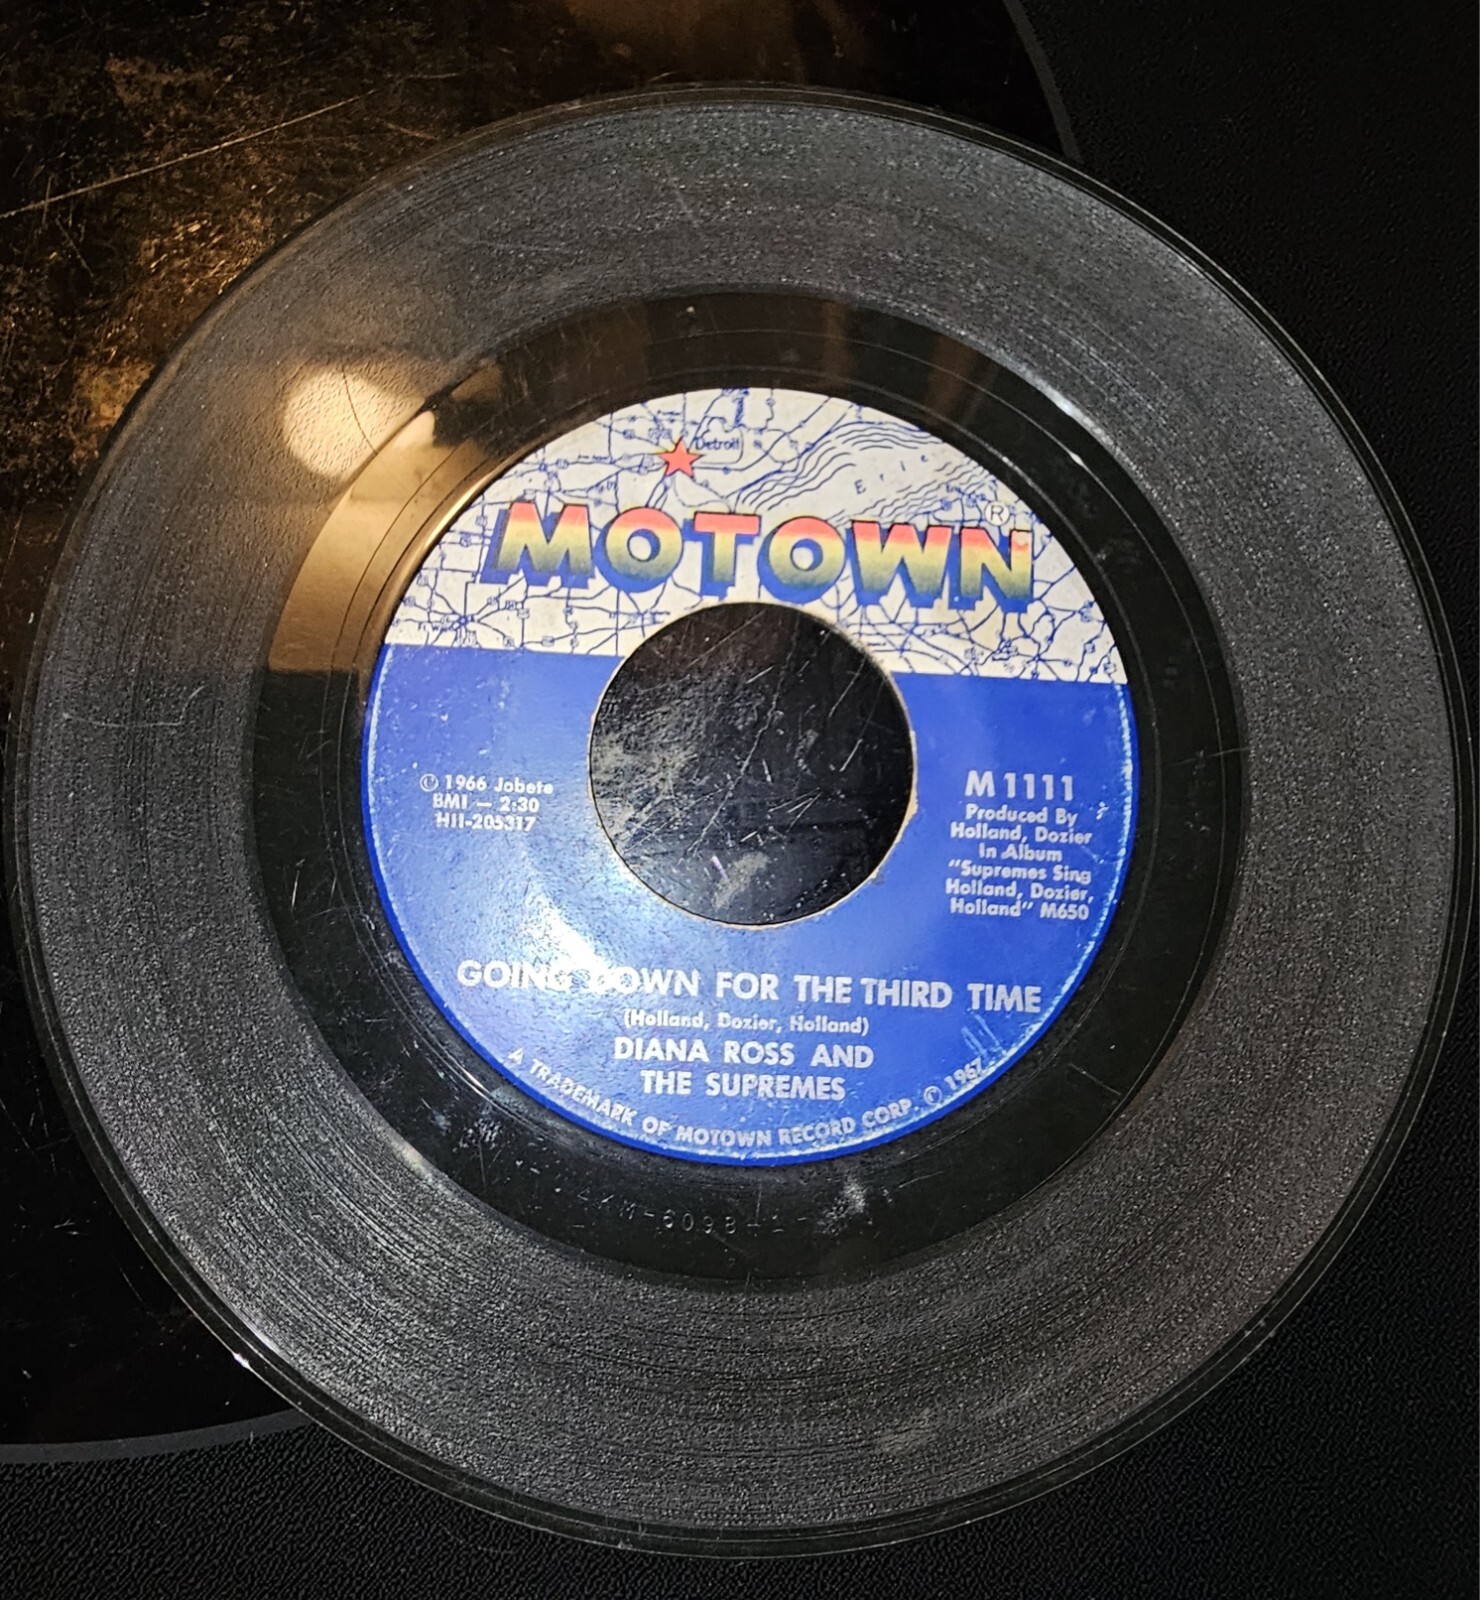 Detroit
Erie
MOTOWN®
© 1966 Jobete
BMI — 2:30
HII-205317
M 1111
Produced By
Holland, Dozier
In Album
"Supremes Sing
Holland, Dozier,
Holland" M650
GOING DOWN FOR THE THIRD TIME
(Holland, Dozier, Holland)
DIANA ROSS AND
THE SUPREMES
A TRADEMARK OF MOTOWN RECORD CORP. © 1967